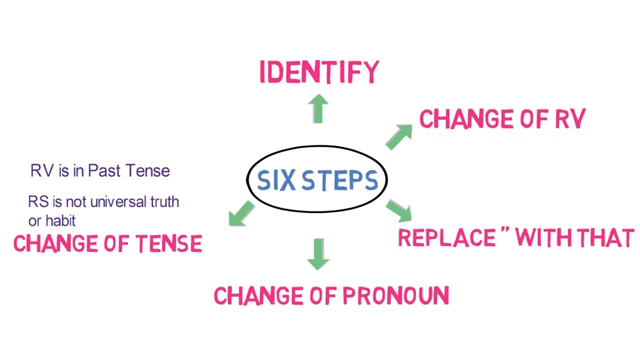 IDENTIFY
CHANGE OF RV
RV is in Past Tense
SIX STEPS
RS is not universal truth
or habit
CHANGE OF TENSE
REPLACE " WITH THAT
CHANGE OF PRONOUN